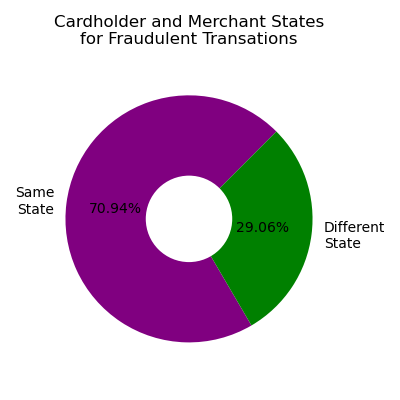 Cardholder and Merchant States
for Fraudulent Transations
Same
State
70.94%
29.06%
Different
State